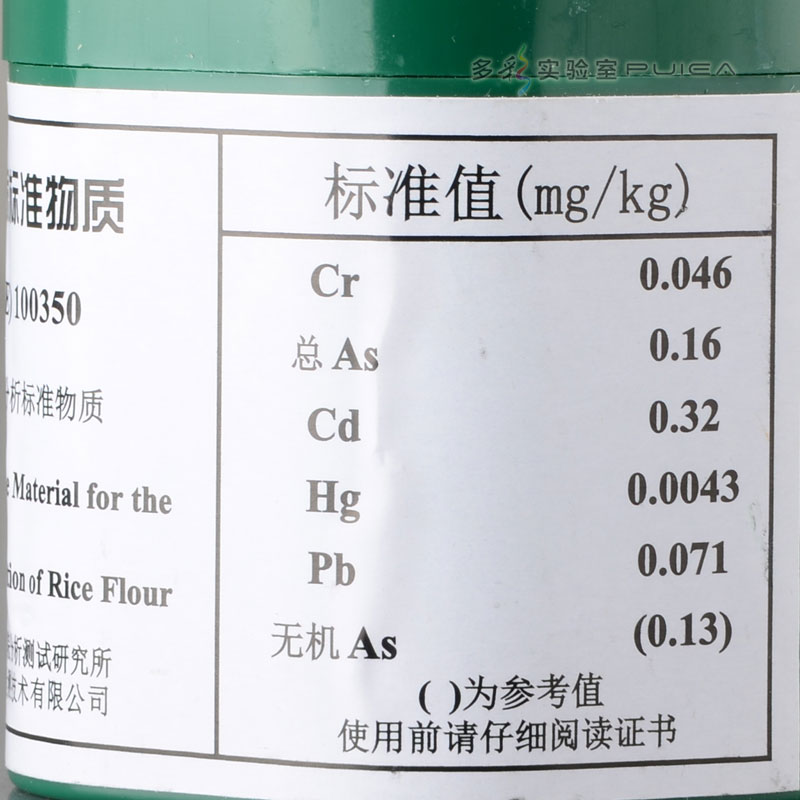 多彩实验室 PUIEA
标准物质
100350
析标准物质
Material for the
of Rice Flour
析测试研究所
技术有限公司
标准值(mg/kg)
Cr 0.046
总 As 0.16
Cd 0.32
Hg 0.0043
Pb 0.071
无机 As (0.13)
( )为参考值
使用前请仔细阅读证书